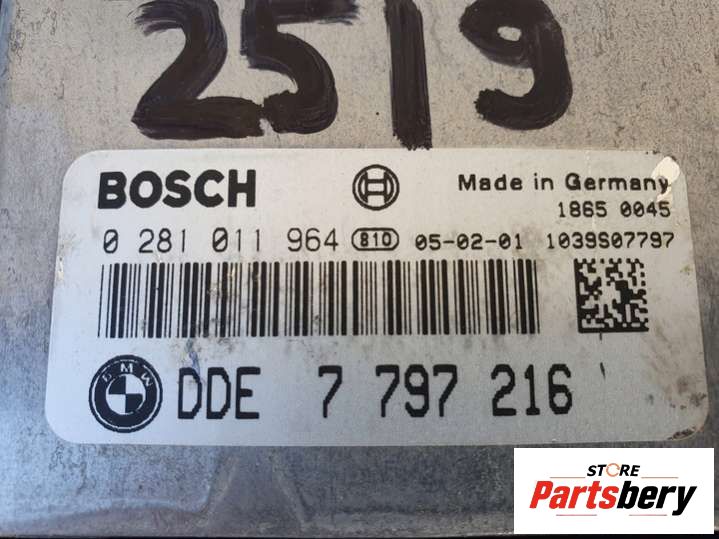 2519
BOSCH Made in Germany
1865 0045
0 281 011 964 810 05-02-01 1039S07797
BMW DDE 7 797 216
STORE
Partsbery